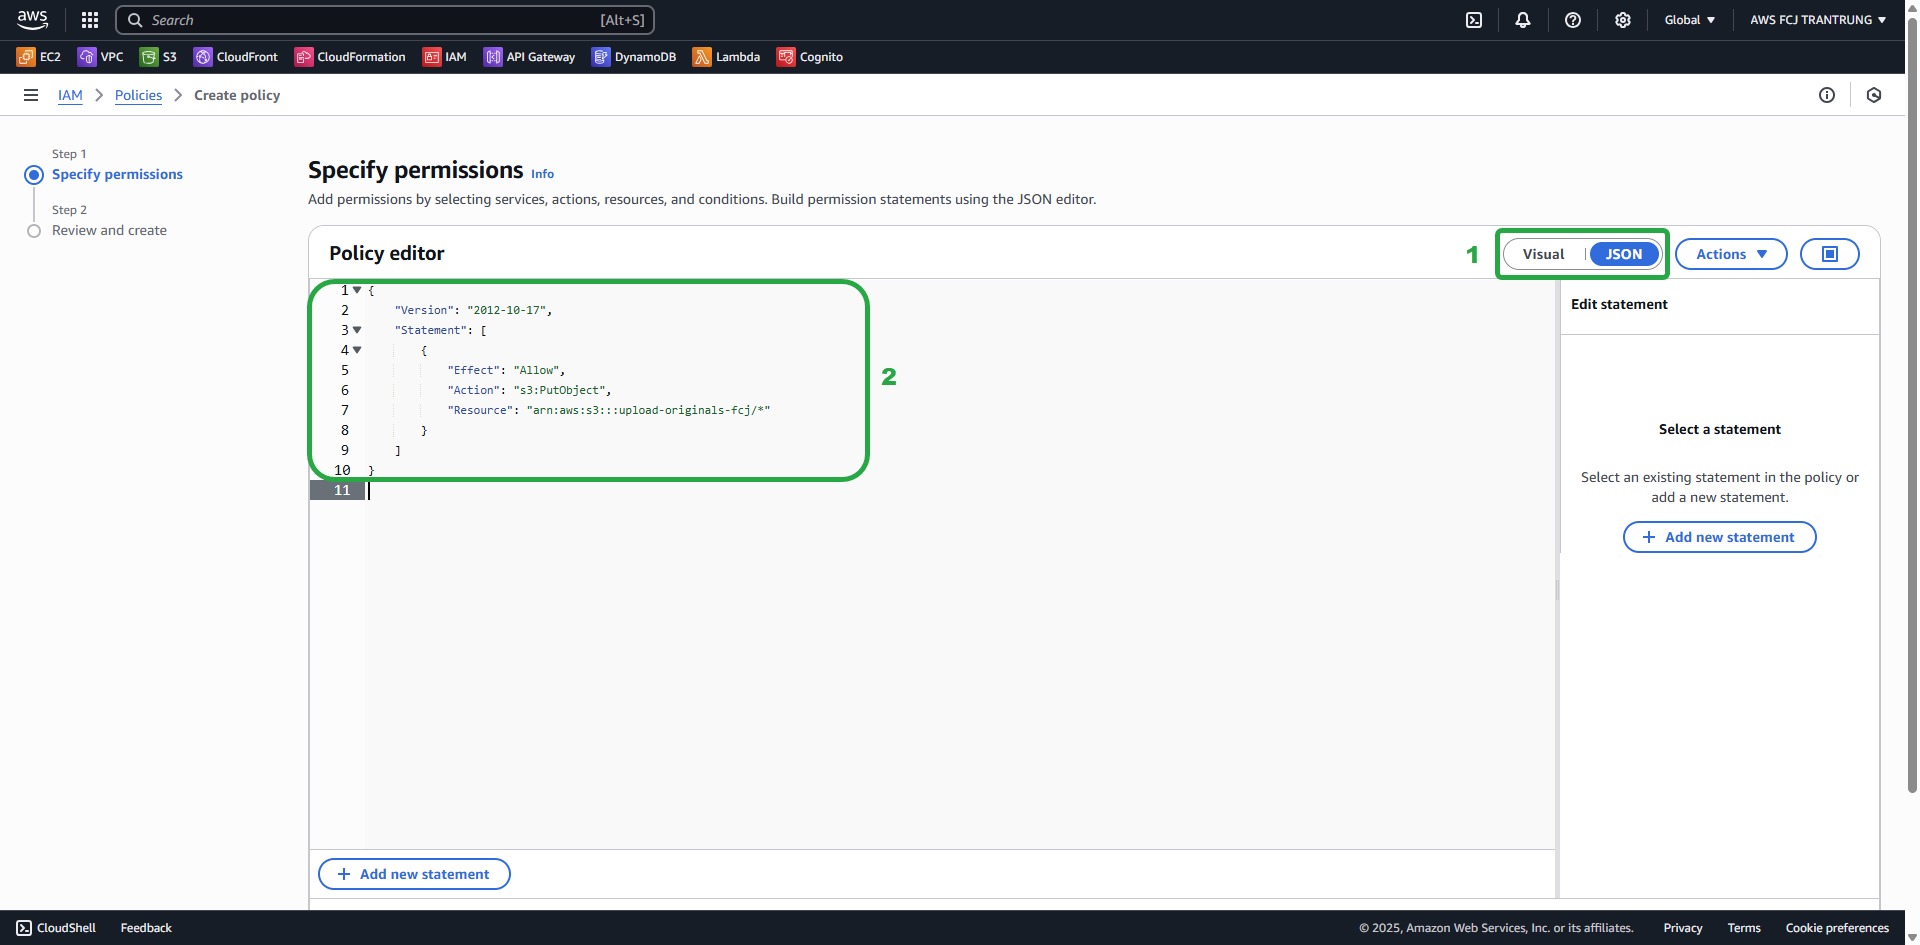 aws
Search [Alt+S]
Global
AWS FCJ TRANTRUNG
EC2 VPC S3 CloudFront CloudFormation IAM API Gateway DynamoDB Lambda Cognito
IAM Policies Create policy
Step 1
Specify permissions
Step 2
Review and create
Specify permissions Info
Add permissions by selecting services, actions, resources, and conditions. Build permission statements using the JSON editor.
Policy editor
1
Visual JSON
Actions
1 {
2 "Version": "2012-10-17",
3 "Statement": [
4 {
5 "Effect": "Allow",
6 "Action": "s3:PutObject",
7 "Resource": "arn:aws:s3:::upload-originals-fcj/*"
8 }
9 ]
10 }
11
2
Edit statement
Select a statement
Select an existing statement in the policy or
add a new statement.
+ Add new statement
+ Add new statement
CloudShell Feedback
© 2025, Amazon Web Services, Inc. or its affiliates. Privacy Terms Cookie preferences